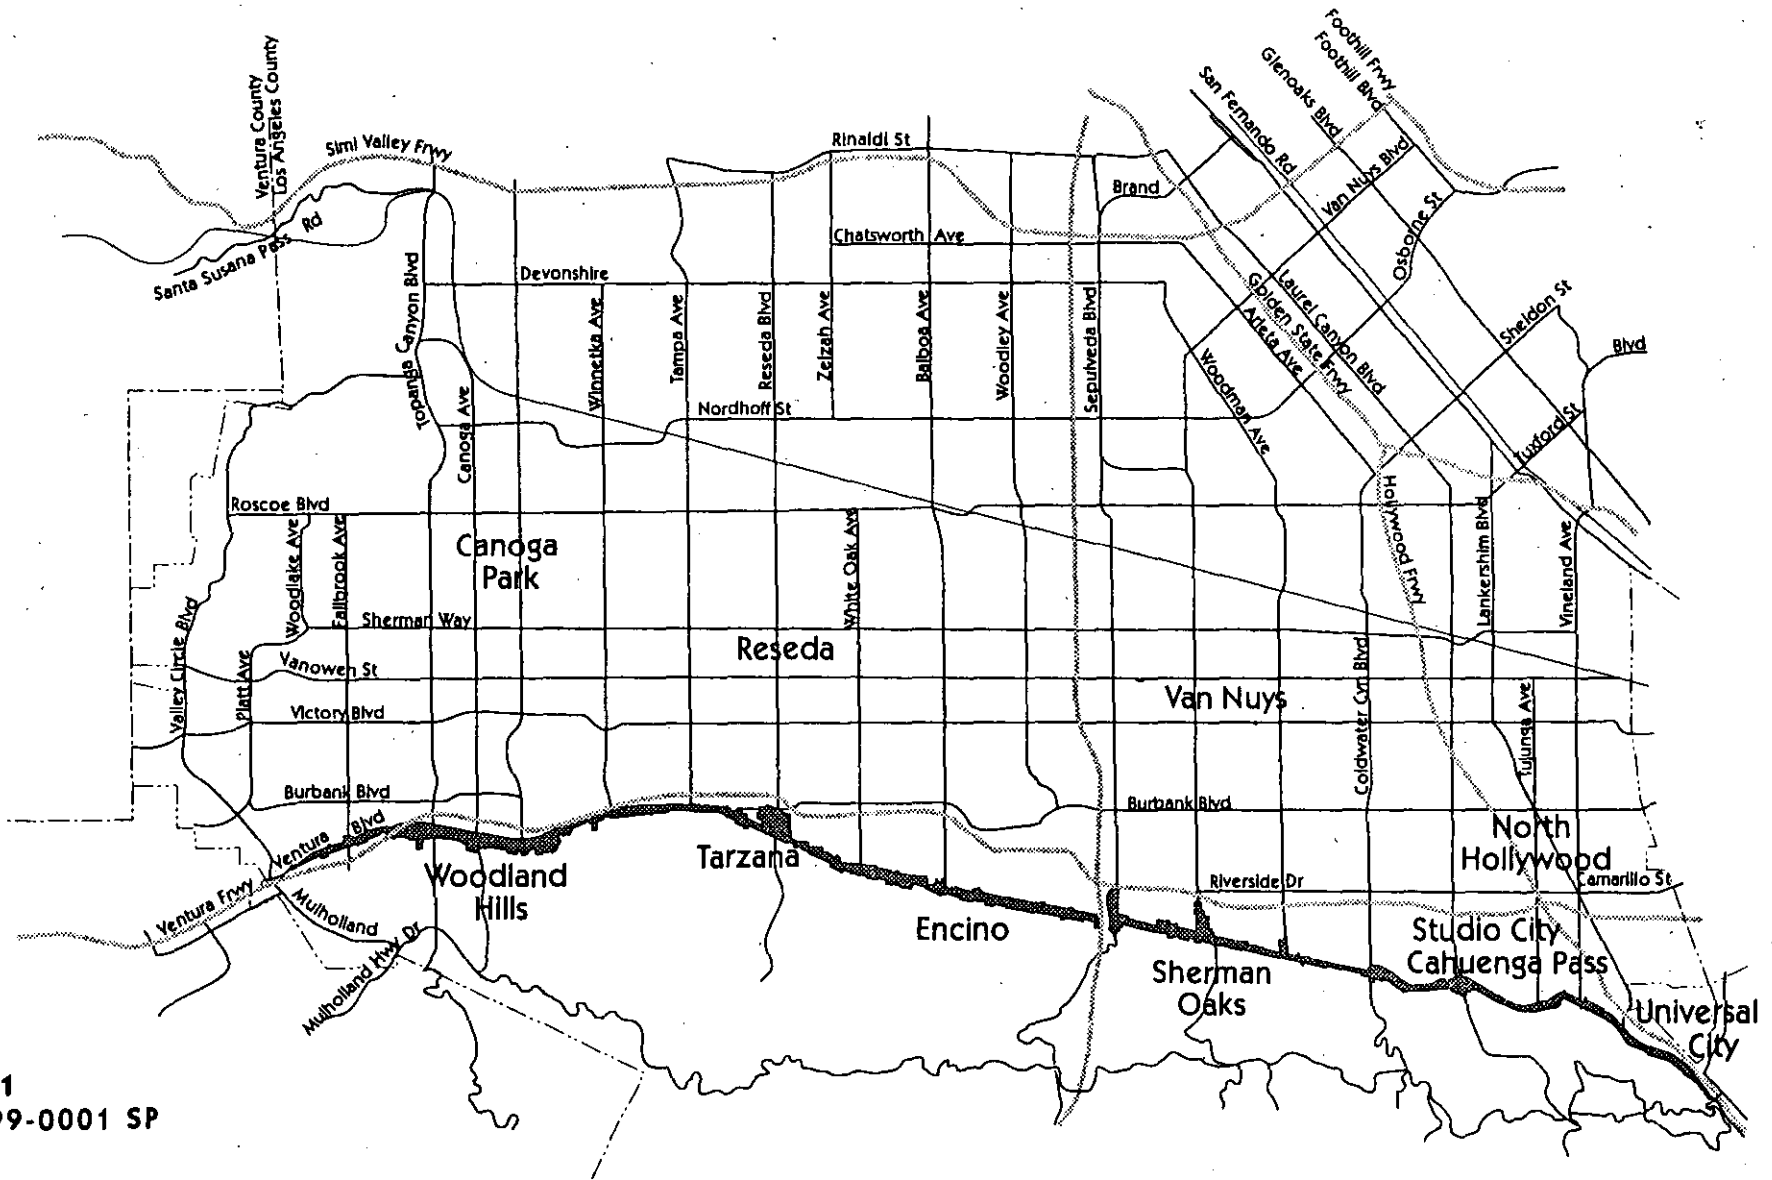 Foothill Frwy
Foothill Blvd
Glenoaks Blvd
San Fernando Rd
Ventura County
Los Angeles County
Simi Valley Frwy
Rinaldi St
Brand
Van Nuys Blvd
Osborne St
Santa Susana Pass Rd
Chatsworth Ave
Devonshire
Topanga Canyon Blvd
Canoga Ave
Winnetka Ave
Tampa Ave
Reseda Blvd
Zelzah Ave
Balboa Ave
Woodley Ave
Sepulveda Blvd
Woodman Ave
Arleta Ave
Golden State Frwy
Laurel Canyon Blvd
Sheldon St
Blvd
Tuxford St
Nordhoff St
Roscoe Blvd
Woodlake Ave
Fallbrook Ave
Canoga
Park
White Oak Ave
Hollywood Frwy
Lankershim Blvd
Vineland Ave
Sherman Way
Reseda
Valley Circle Blvd
Platt Ave
Vanowen St
Van Nuys
Coldwater Cyn Blvd
Tulunga Ave
Victory Blvd
Burbank Blvd
Burbank Blvd
Ventura Blvd
North
Hollywood
Tarzana
Woodland
Hills
Riverside Dr
Camarillo St
Ventura Frwy
Mulholland
Mulholland Hwy Dr
Encino
Studio City
Cahuenga Pass
Sherman
Oaks
Universal
City
1
99-0001 SP